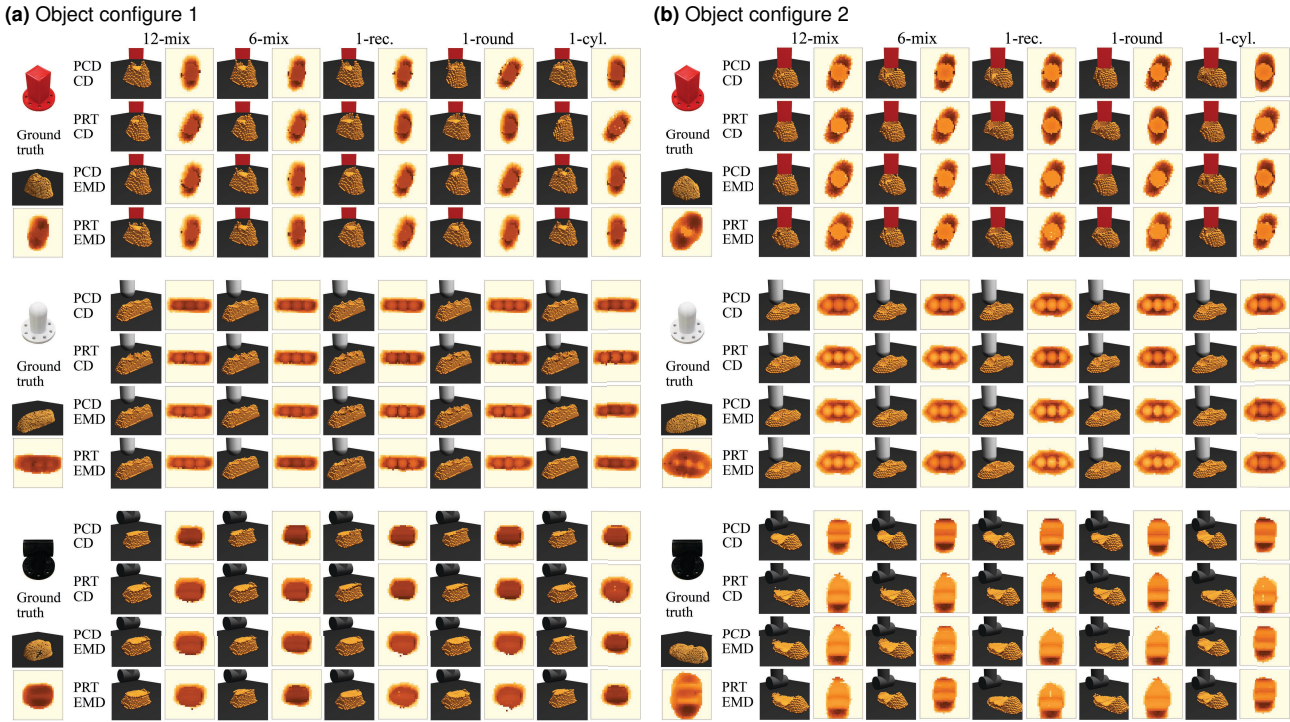 (a) Object configure 1
12-mix 6-mix 1-rec. 1-round 1-cyl.
PCD
CD
PRT
CD
Ground
truth
PCD
EMD
PRT
EMD
PCD
CD
PRT
CD
Ground
truth
PCD
EMD
PRT
EMD
PCD
CD
PRT
CD
Ground
truth
PCD
EMD
PRT
EMD
(b) Object configure 2
12-mix 6-mix 1-rec. 1-round 1-cyl.
PCD
CD
PRT
CD
Ground
truth
PCD
EMD
PRT
EMD
PCD
CD
PRT
CD
Ground
truth
PCD
EMD
PRT
EMD
PCD
CD
PRT
CD
Ground
truth
PCD
EMD
PRT
EMD